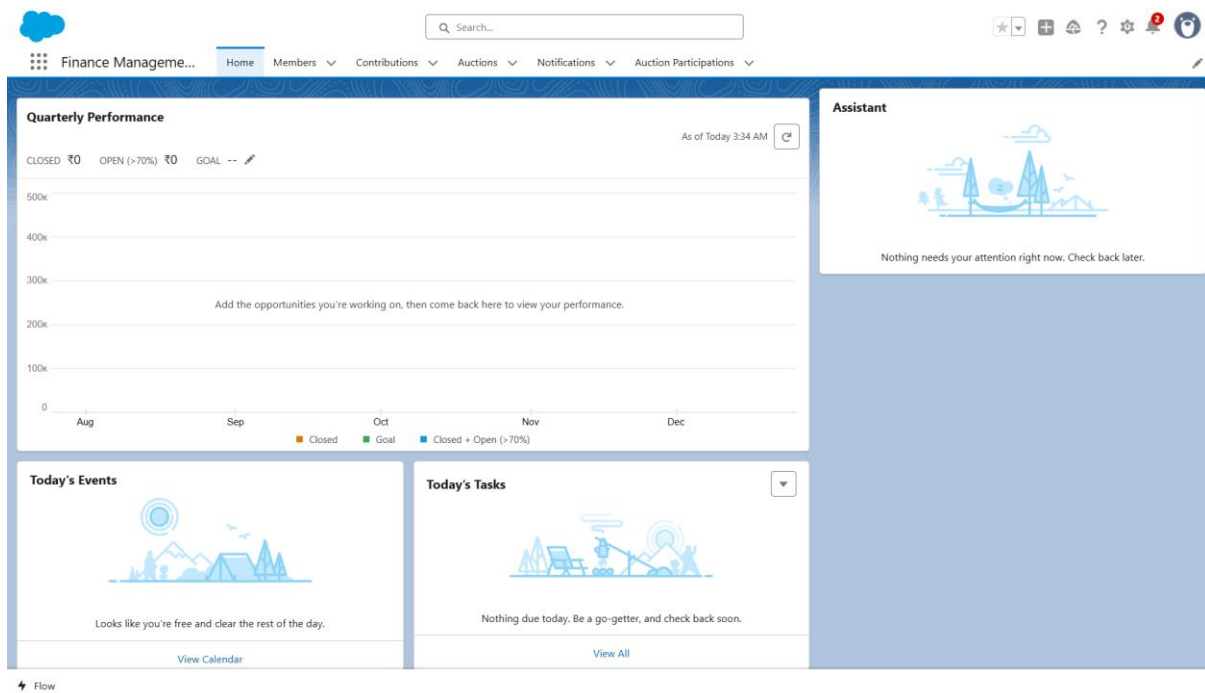 Search...
2
Finance Manageme...
Home
Members
Contributions
Auctions
Notifications
Auction Participations
Quarterly Performance
As of Today 3:34 AM
CLOSED ₹0 OPEN (>70%) ₹0 GOAL --
500K
400K
300K
Add the opportunities you're working on, then come back here to view your performance.
200K
100K
0
Aug Sep Oct Nov Dec
Closed Goal Closed + Open (>70%)
Assistant
z
Nothing needs your attention right now. Check back later.
Today's Events
Looks like you're free and clear the rest of the day.
View Calendar
Today's Tasks
Nothing due today. Be a go-getter, and check back soon.
View All
Flow